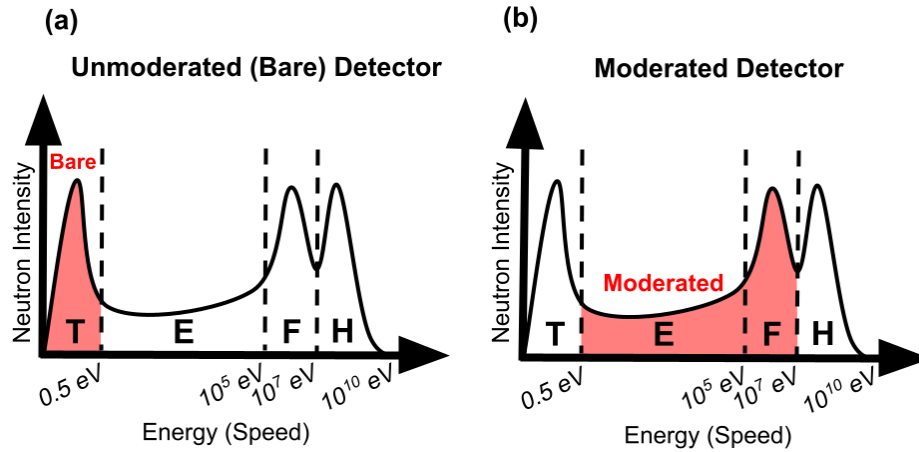 (a)
Unmoderated (Bare) Detector
Neutron Intensity
Bare
T
E
F
H
0.5 eV
10⁵ eV
10⁷ eV
10¹⁰ eV
Energy (Speed)
(b)
Moderated Detector
Neutron Intensity
Moderated
T
E
F
H
0.5 eV
10⁵ eV
10⁷ eV
10¹⁰ eV
Energy (Speed)